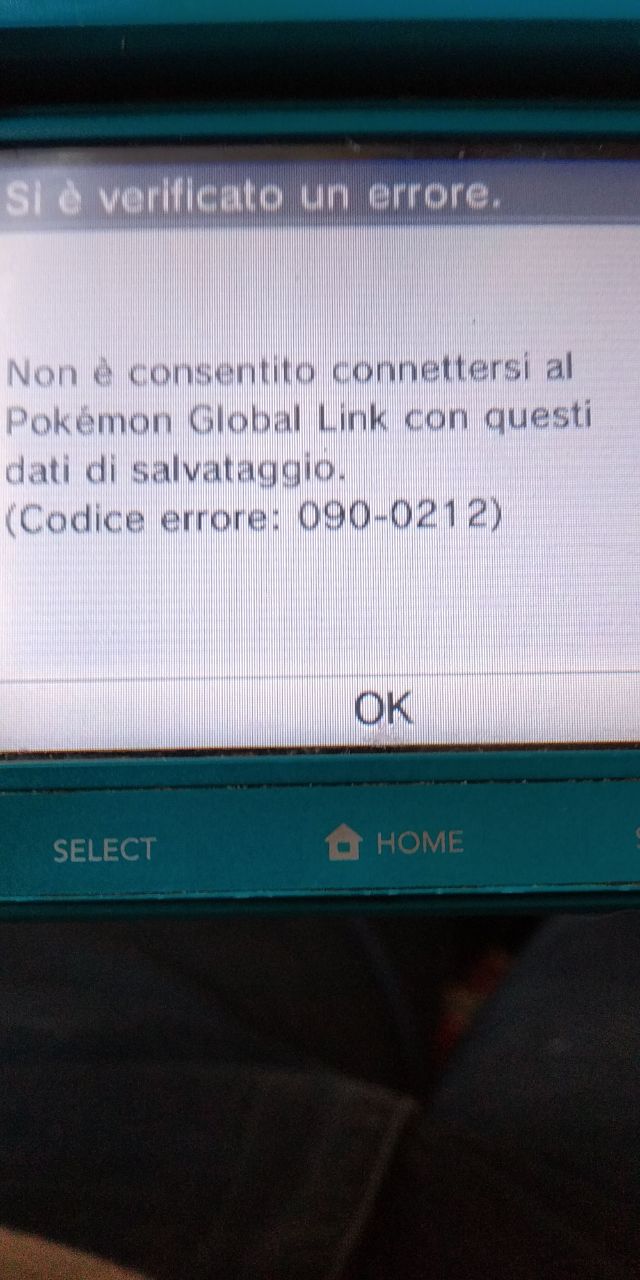 Si è verificato un errore.
Non è consentito connettersi al
Pokémon Global Link con questi
dati di salvataggio.
(Codice errore: 090-0212)
OK
SELECT
HOME